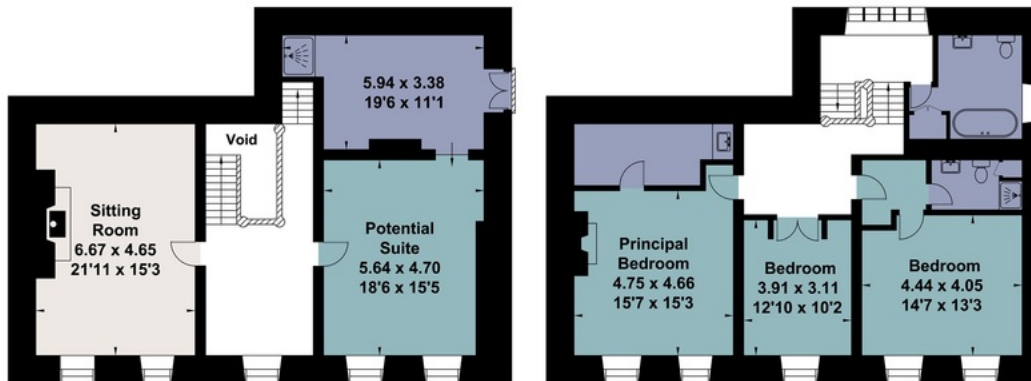 5.94 x 3.38
19'6 x 11'1
Void
Sitting
Room
6.67 x 4.65
21'11 x 15'3
Potential
Suite
5.64 x 4.70
18'6 x 15'5
Principal
Bedroom
4.75 x 4.66
15'7 x 15'3
Bedroom
3.91 x 3.11
12'10 x 10'2
Bedroom
4.44 x 4.05
14'7 x 13'3